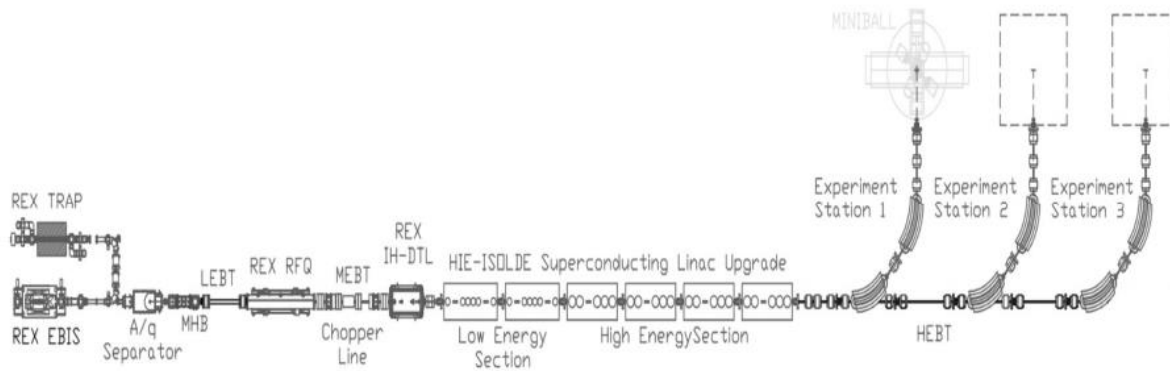 MINIBALL
REX TRAP
REX EBIS
A/q
Separator
MHB
LEBT
REX RFQ
MEBT
Chopper
Line
REX
IH-DTL
HIE-ISOLDE Superconducting Linac Upgrade
Low Energy
Section
High EnergySection
Experiment
Station 1
Experiment
Station 2
Experiment
Station 3
HEBT